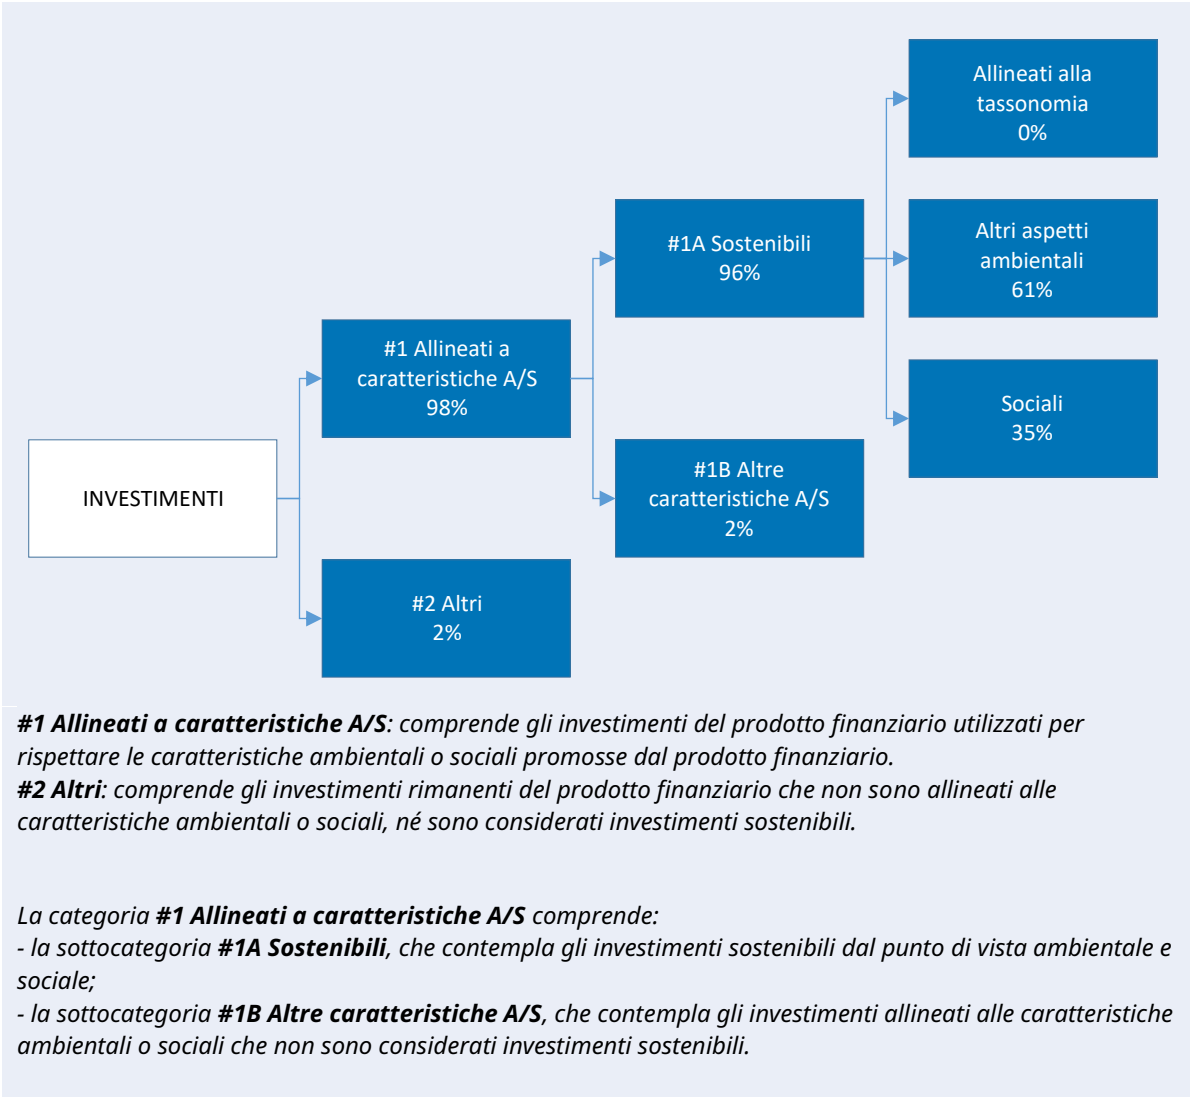 Allineati alla
tassonomia
0%
#1A Sostenibili
96%
Altri aspetti
ambientali
61%
#1 Allineati a
caratteristiche A/S
98%
Sociali
35%
INVESTIMENTI
#1B Altre
caratteristiche A/S
2%
#2 Altri
2%
#1 Allineati a caratteristiche A/S: comprende gli investimenti del prodotto finanziario utilizzati per
rispettare le caratteristiche ambientali o sociali promosse dal prodotto finanziario.
#2 Altri: comprende gli investimenti rimanenti del prodotto finanziario che non sono allineati alle
caratteristiche ambientali o sociali, né sono considerati investimenti sostenibili.
La categoria #1 Allineati a caratteristiche A/S comprende:
- la sottocategoria #1A Sostenibili, che contempla gli investimenti sostenibili dal punto di vista ambientale e
sociale;
- la sottocategoria #1B Altre caratteristiche A/S, che contempla gli investimenti allineati alle caratteristiche
ambientali o sociali che non sono considerati investimenti sostenibili.